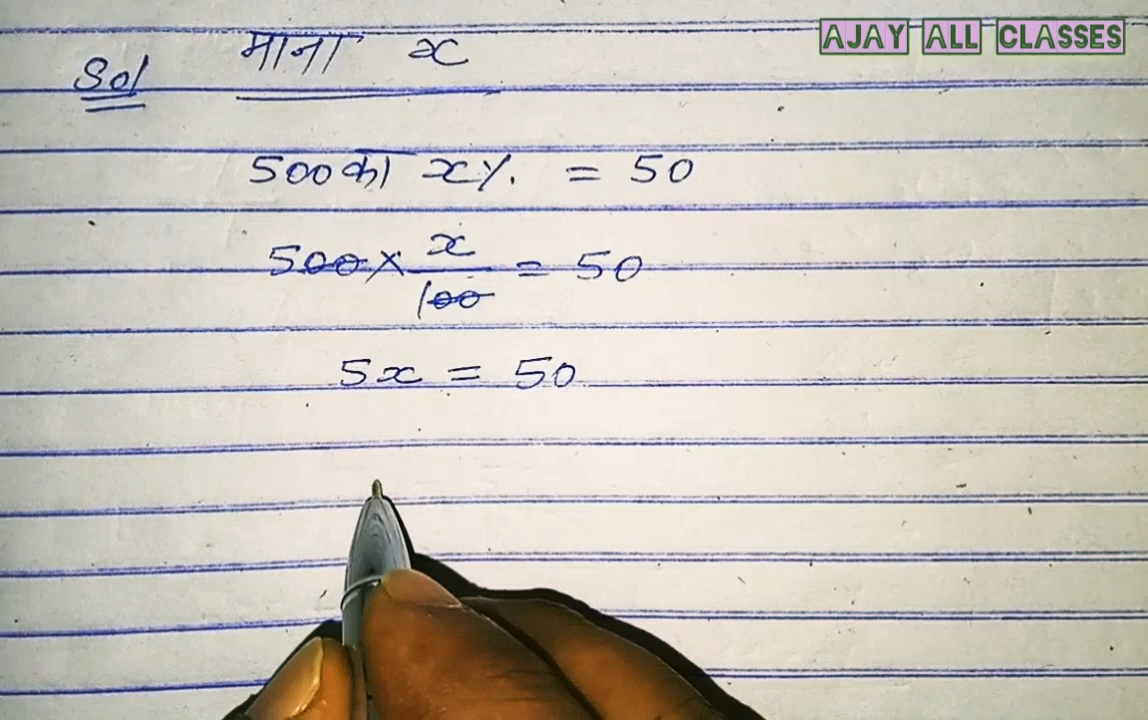 AJAY ALL CLASSES
Sol माना x
500 का x% = 50
500 × x/100 = 50
5x = 50